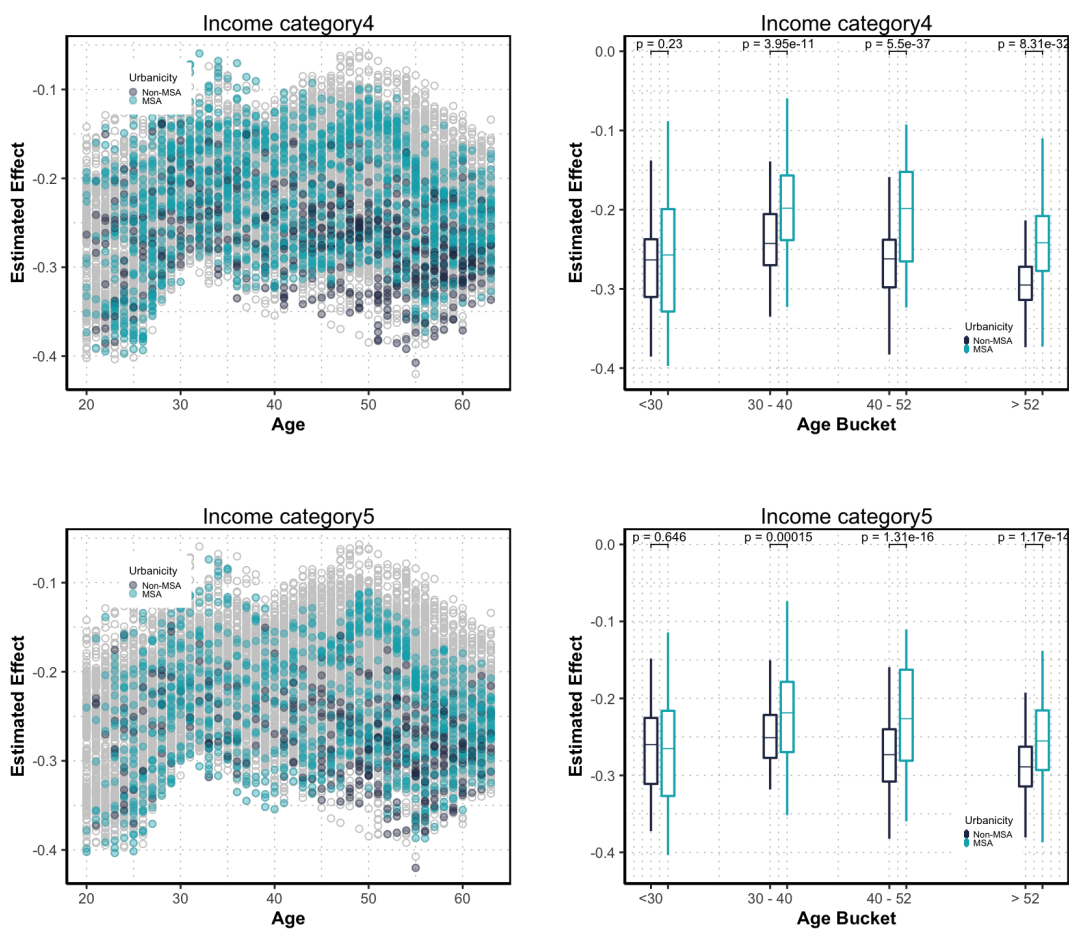 Income category4
Urbanicity
Non-MSA
MSA
-0.1
-0.2
-0.3
-0.4
Estimated Effect
20
30
40
50
60
Age
Income category4
p = 0.23
p = 3.95e-11
p = 5.5e-37
p = 8.31e-32
0.0
-0.1
-0.2
-0.3
-0.4
Estimated Effect
Urbanicity
Non-MSA
MSA
<30
30 - 40
40 - 52
> 52
Age Bucket
Income category5
Urbanicity
Non-MSA
MSA
-0.1
-0.2
-0.3
-0.4
Estimated Effect
20
30
40
50
60
Age
Income category5
p = 0.646
p = 0.00015
p = 1.31e-16
p = 1.17e-14
0.0
-0.1
-0.2
-0.3
-0.4
Estimated Effect
Urbanicity
Non-MSA
MSA
<30
30 - 40
40 - 52
> 52
Age Bucket